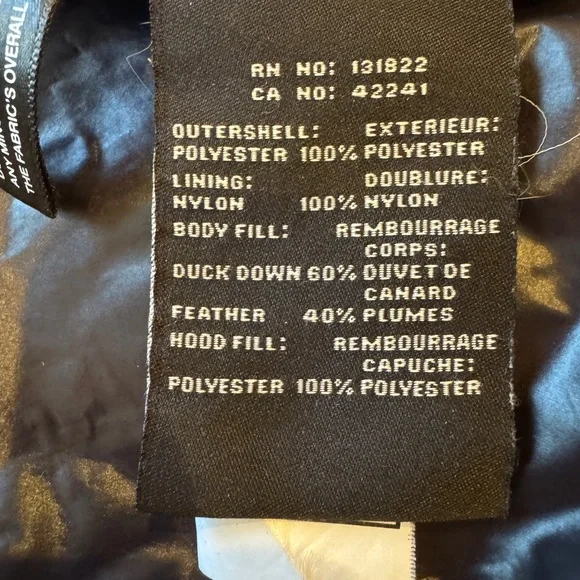 ANY MIN
THE FABRIC'S OVERALL
RN NO: 131822
CA NO: 42241
OUTERSHELL: EXTERIEUR:
POLYESTER 100% POLYESTER
LINING: DOUBLURE:
NYLON 100% NYLON
BODY FILL: REMBOURRAGE
CORPS:
DUCK DOWN 60% DUVET DE
CANARD
FEATHER 40% PLUMES
HOOD FILL: REMBOURRAGE
CAPUCHE:
POLYESTER 100% POLYESTER